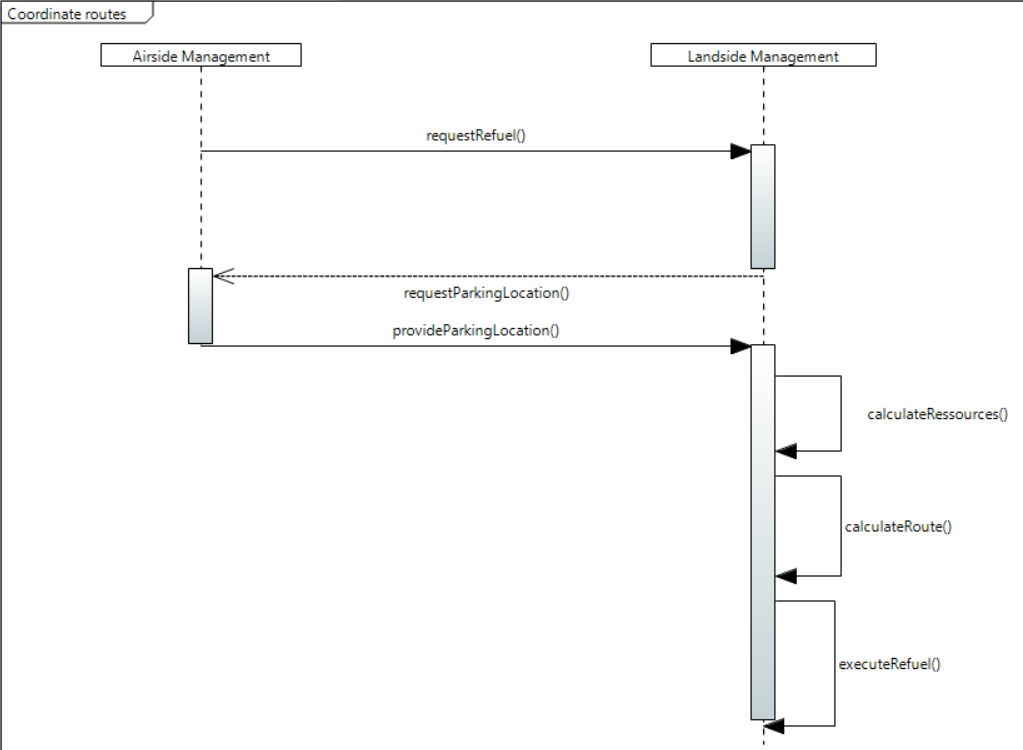 Coordinate routes
Airside Management
Landside Management
requestRefuel()
requestParkingLocation()
provideParkingLocation()
calculateRessources()
calculateRoute()
executeRefuel()